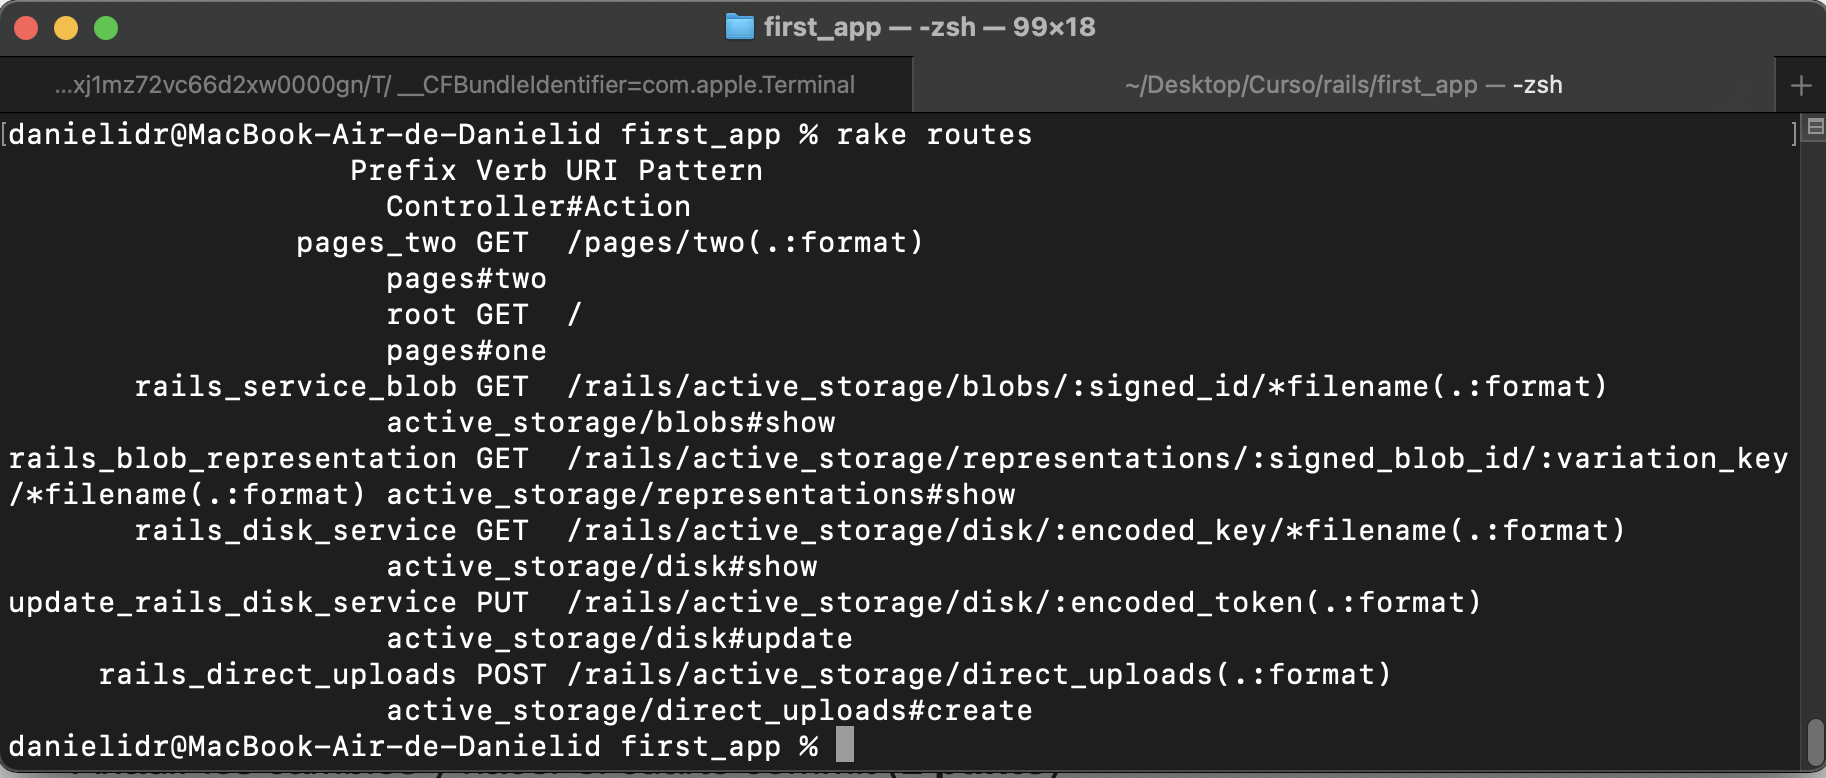 first_app — -zsh — 99×18
...xj1mz72vc66d2xw0000gn/T/ __CFBundleIdentifier=com.apple.Terminal
~/Desktop/Curso/rails/first_app — -zsh
[danielidr@MacBook-Air-de-Danielid first_app % rake routes ]
Prefix Verb URI Pattern
Controller#Action
pages_two GET /pages/two(.:format)
pages#two
root GET /
pages#one
rails_service_blob GET /rails/active_storage/blobs/:signed_id/*filename(.:format)
active_storage/blobs#show
rails_blob_representation GET /rails/active_storage/representations/:signed_blob_id/:variation_key
/*filename(.:format) active_storage/representations#show
rails_disk_service GET /rails/active_storage/disk/:encoded_key/*filename(.:format)
active_storage/disk#show
update_rails_disk_service PUT /rails/active_storage/disk/:encoded_token(.:format)
active_storage/disk#update
rails_direct_uploads POST /rails/active_storage/direct_uploads(.:format)
active_storage/direct_uploads#create
danielidr@MacBook-Air-de-Danielid first_app %